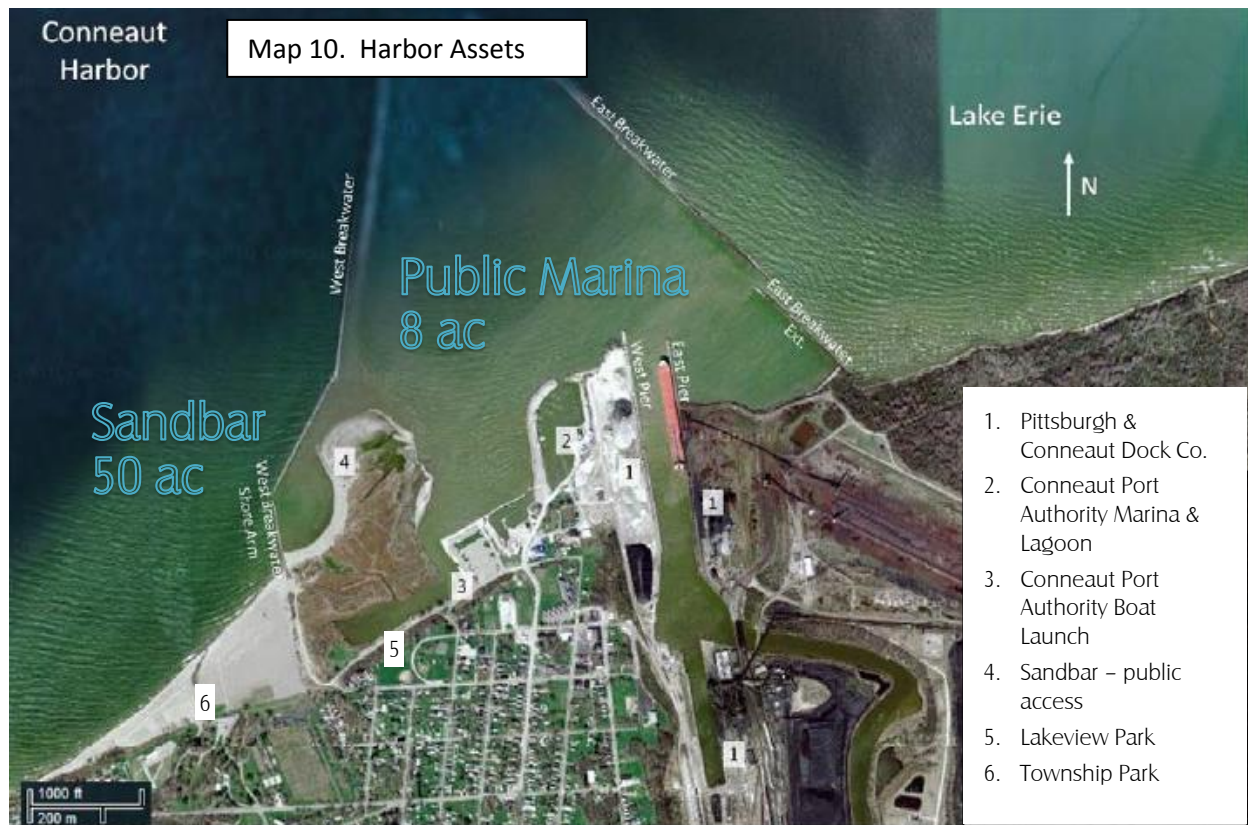 Conneaut
Harbor
Map 10. Harbor Assets
East Breakwater
Lake Erie
N
West Breakwater
Public Marina
8 ac
East Breakwater
Ext.
West Pier
East Pier
Sandbar
50 ac
West Breakwater
Shore Arm
4
2
1
1
3
5
6
1
1. Pittsburgh &
Conneaut Dock Co.
2. Conneaut Port
Authority Marina &
Lagoon
3. Conneaut Port
Authority Boat
Launch
4. Sandbar – public
access
5. Lakeview Park
6. Township Park
1000 ft
200 m